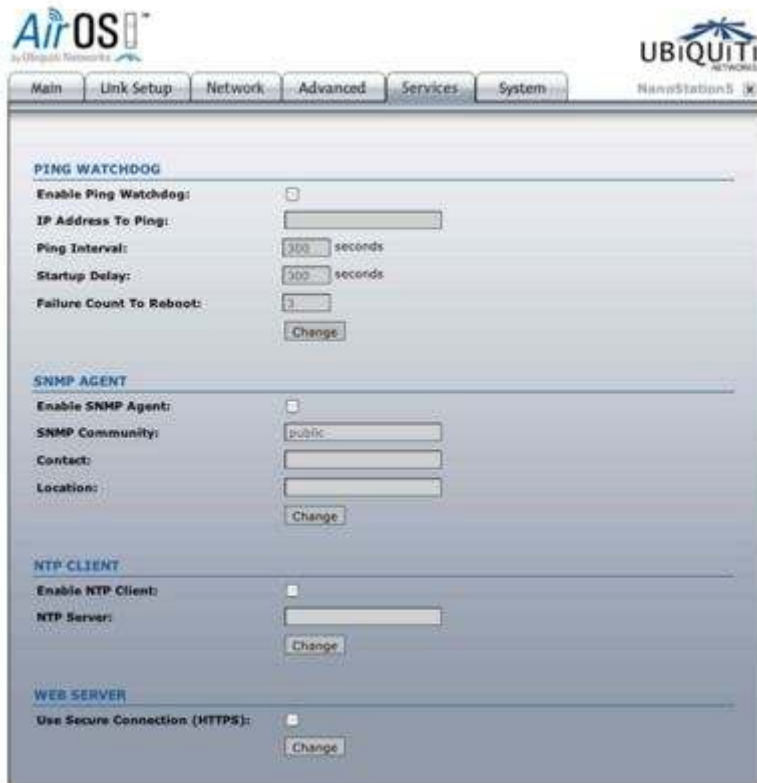 AirOS™
by Ubiquiti Networks
UBiQUiTi
NETWORKS
Main Link Setup Network Advanced Services System NanoStation5
PING WATCHDOG
Enable Ping Watchdog:
IP Address To Ping:
Ping Interval: 300 seconds
Startup Delay: 300 seconds
Failure Count To Reboot: 3
Change
SNMP AGENT
Enable SNMP Agent:
SNMP Community: public
Contact:
Location:
Change
NTP CLIENT
Enable NTP Client:
NTP Server:
Change
WEB SERVER
Use Secure Connection (HTTPS):
Change